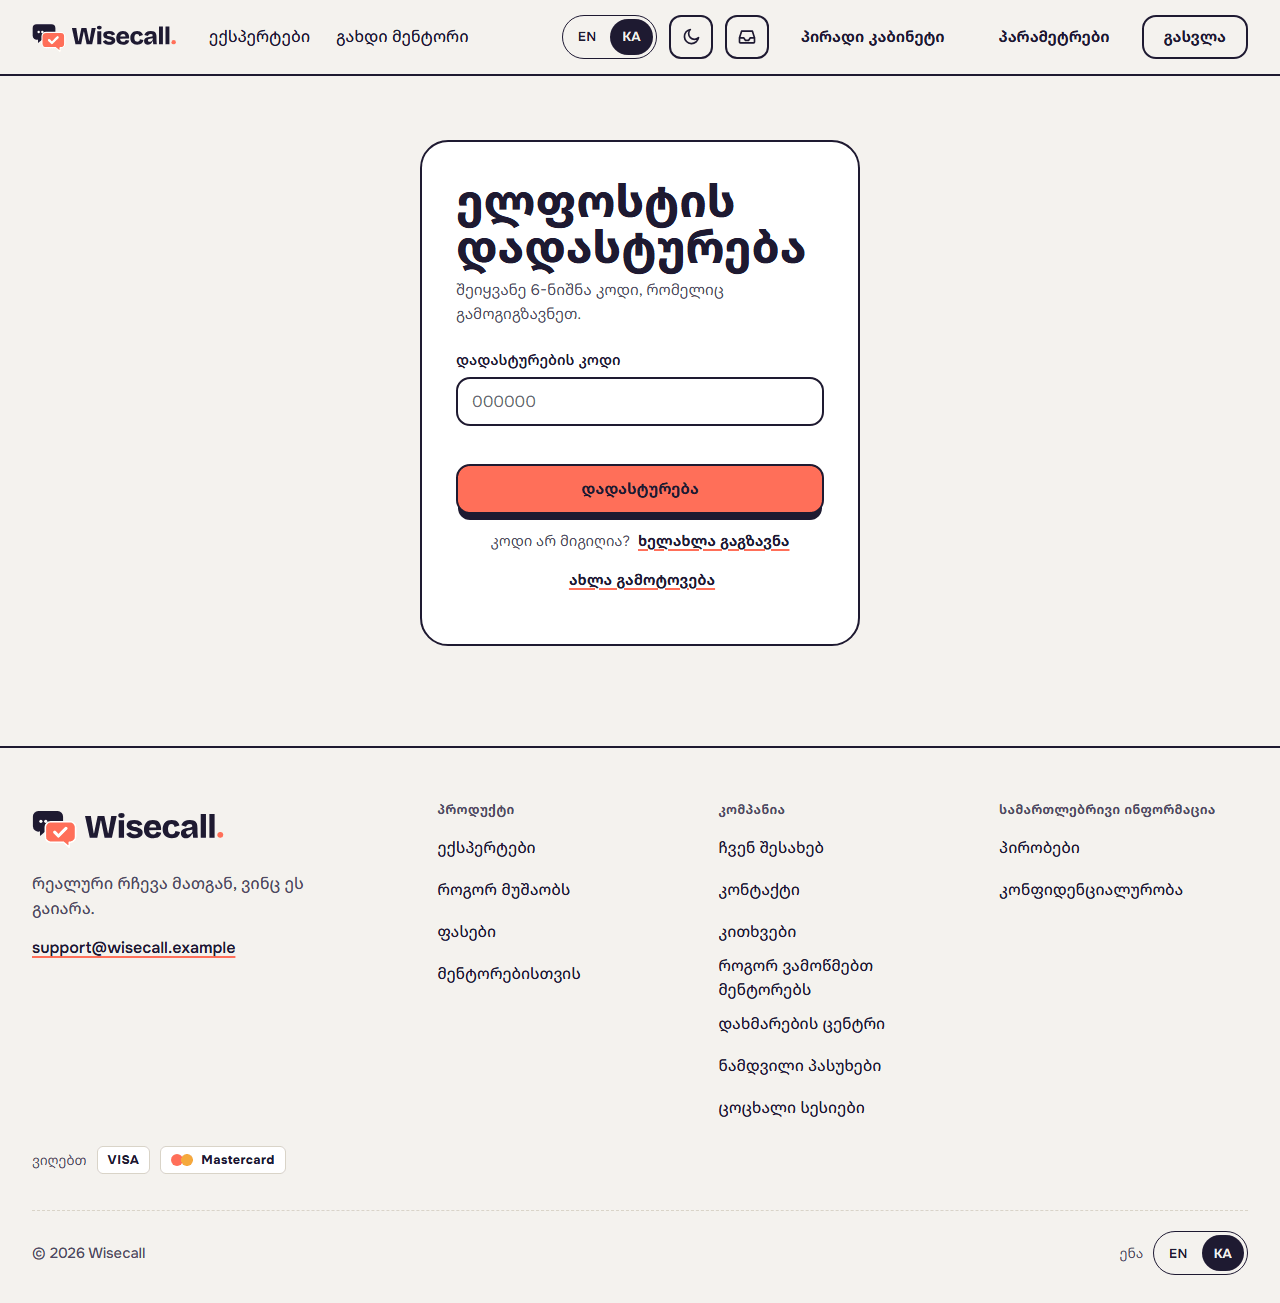 Wisecall.
ექსპერტები
გახდი მენტორი
EN
KA
პირადი კაბინეტი
პარამეტრები
გასვლა
ელფოსტის
დადასტურება
შეიყვანე 6-ნიშნა კოდი, რომელიც
გამოგიგზავნეთ.
დადასტურების კოდი
000000
დადასტურება
კოდი არ მიგიღია? ხელახლა გაგზავნა
ახლა გამოტოვება
Wisecall.
რეალური რჩევა მათგან, ვინც ეს
გაიარა.
support@wisecall.example
პროდუქტი
ექსპერტები
როგორ მუშაობს
ფასები
მენტორებისთვის
კომპანია
ჩვენ შესახებ
კონტაქტი
კითხვები
როგორ ვამოწმებთ
მენტორებს
დახმარების ცენტრი
ნამდვილი პასუხები
ცოცხალი სესიები
სამართლებრივი ინფორმაცია
პირობები
კონფიდენციალურობა
ვიღებთ
VISA
Mastercard
© 2026 Wisecall
ენა
EN
KA